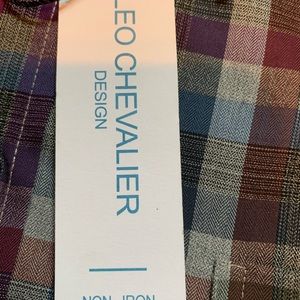 LEO CHEVALIER
DESIGN
NON-IRON